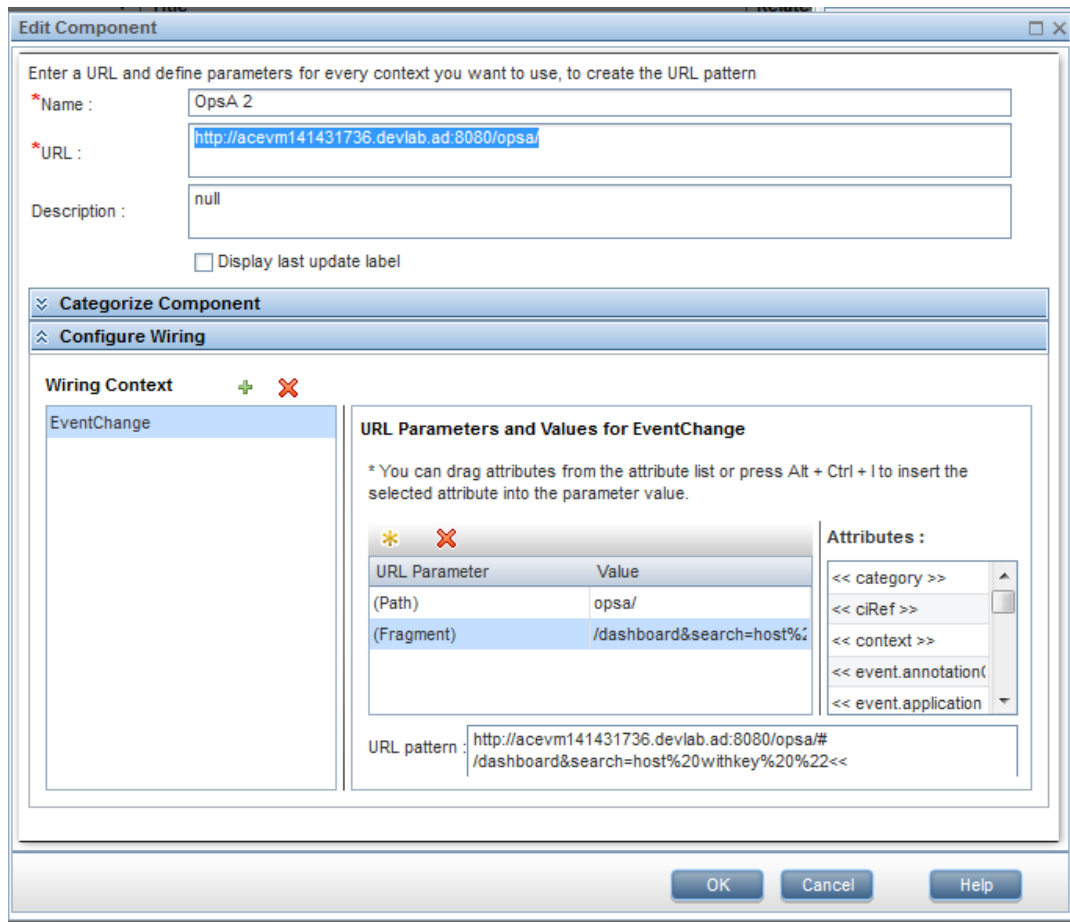 Title
Edit Component
Enter a URL and define parameters for every context you want to use, to create the URL pattern
*Name :
OpsA 2
*URL :
http://acevm141431736.devlab.ad:8080/opsa/
Description :
null
Display last update label
Categorize Component
Configure Wiring
Wiring Context
EventChange
URL Parameters and Values for EventChange
* You can drag attributes from the attribute list or press Alt + Ctrl + I to insert the
selected attribute into the parameter value.
Attributes :
URL Parameter Value
(Path) opsa/
(Fragment) /dashboard&search=host%2
<< category >>
<< ciRef >>
<< context >>
<< event.annotation(
<< event.application
URL pattern :
http://acevm141431736.devlab.ad:8080/opsa/#
/dashboard&search=host%20withkey%20%22<<
OK Cancel Help